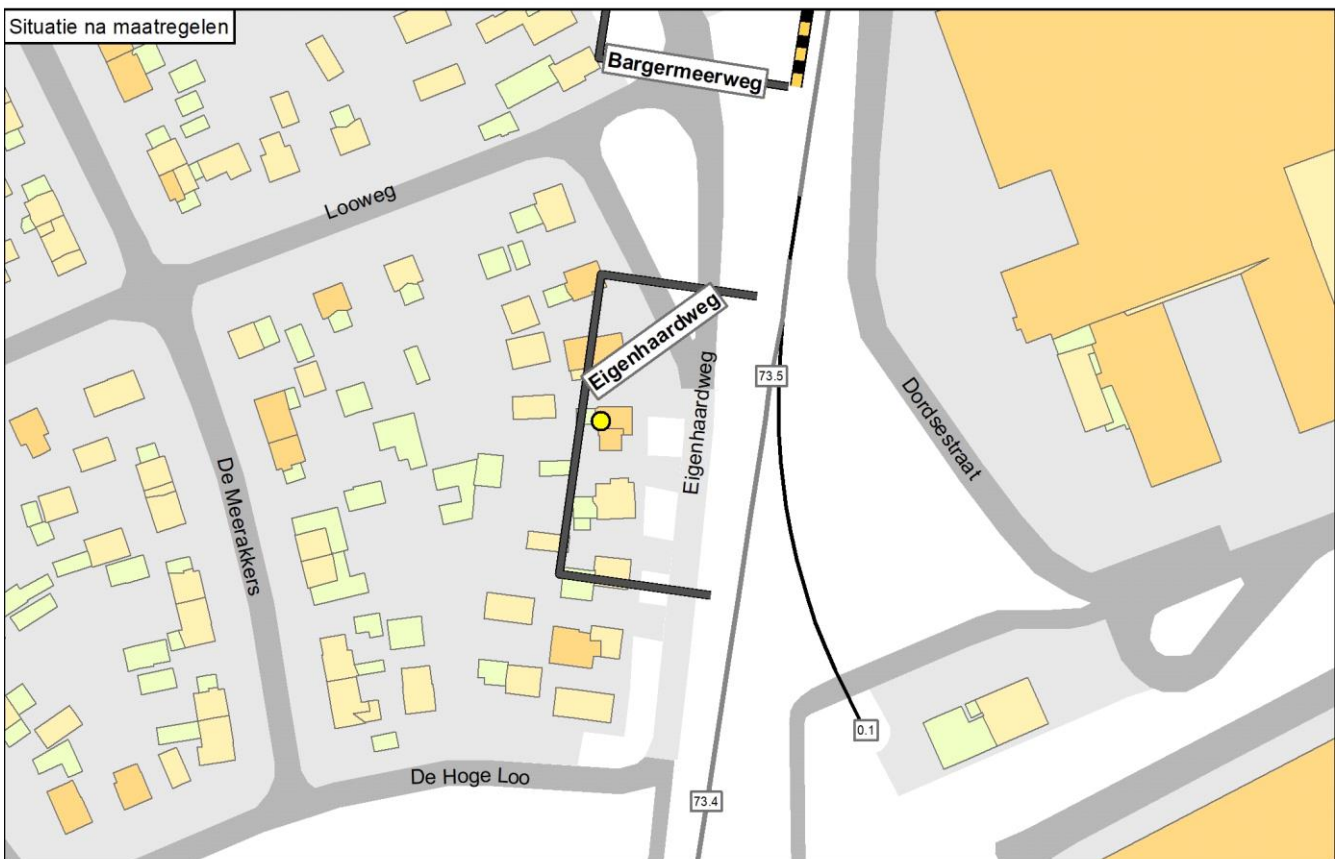 Situatie na maatregelen
Bargermeerweg
Looweg
Eigenhaardweg
Eigenhaardweg
73.5
Dordsestraat
De Meerakkers
0.1
De Hoge Loo
73.4